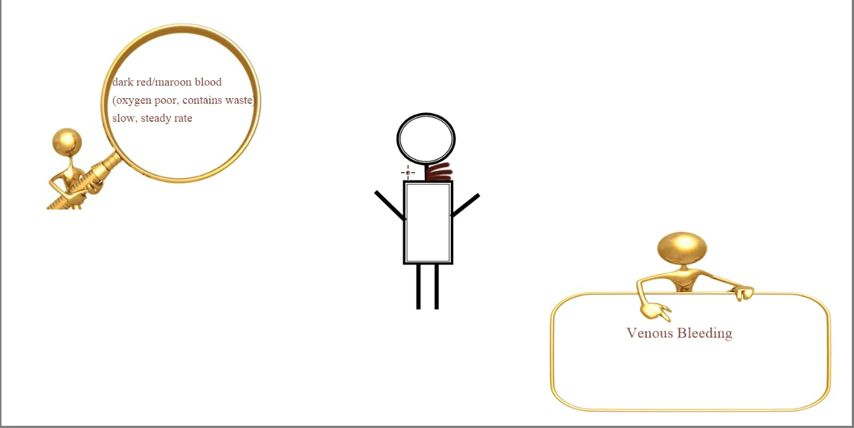 dark red/maroon blood
(oxygen poor, contains waste)
slow, steady rate
Venous Bleeding